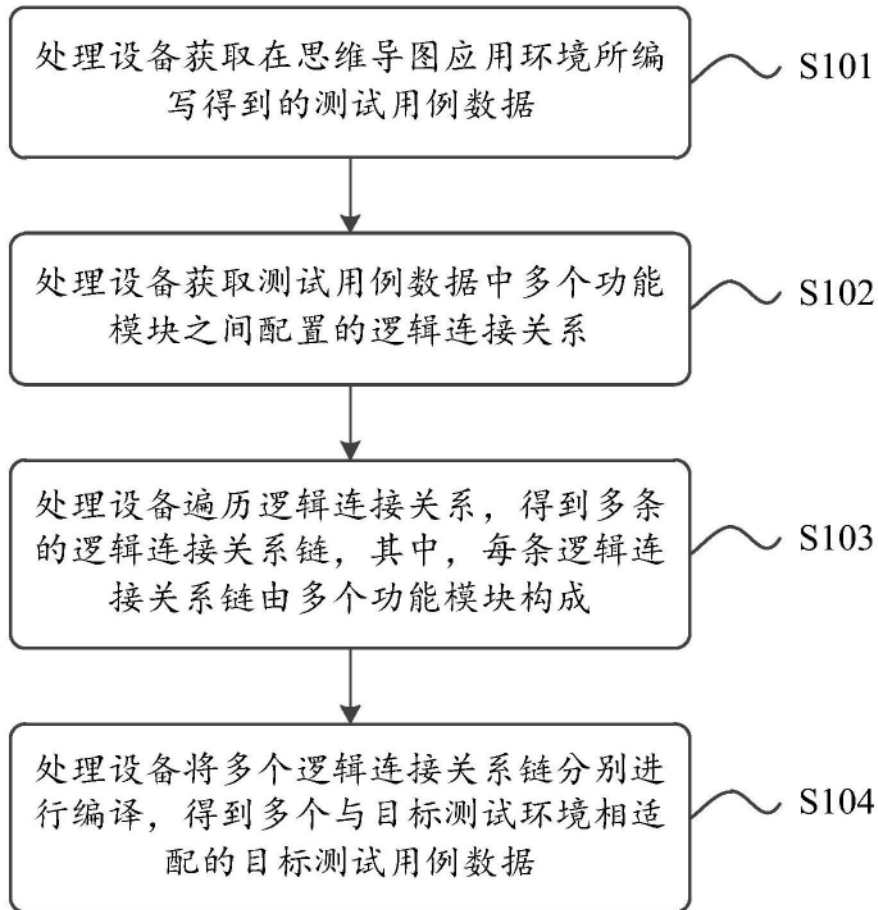 处理设备获取在思维导图应用环境所编
写得到的测试用例数据
S101
处理设备获取测试用例数据中多个功能
模块之间配置的逻辑连接关系
S102
处理设备遍历逻辑连接关系，得到多条
的逻辑连接关系链，其中，每条逻辑连
接关系链由多个功能模块构成
S103
处理设备将多个逻辑连接关系链分别进
行编译，得到多个与目标测试环境相适
配的目标测试用例数据
S104